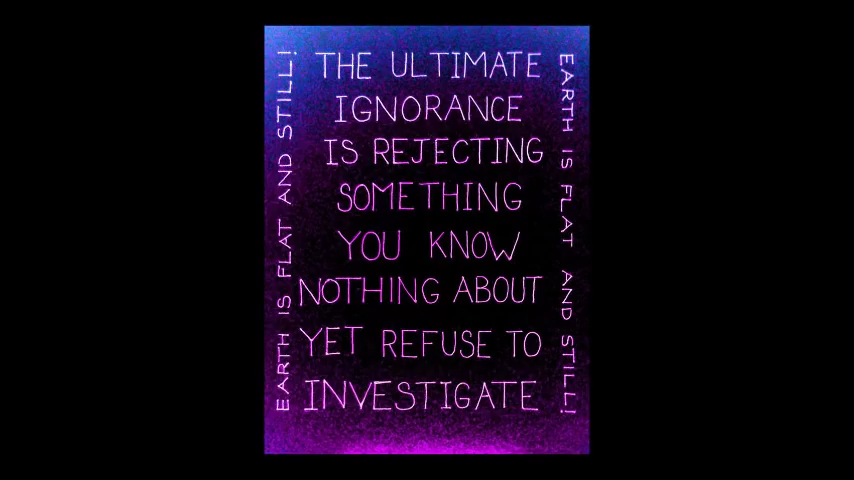 THE ULTIMATE
IGNORANCE
IS REJECTING
SOMETHING
YOU KNOW
NOTHING ABOUT
YET REFUSE TO
INVESTIGATE
EARTH IS FLAT AND STILL!
EARTH IS FLAT AND STILL!